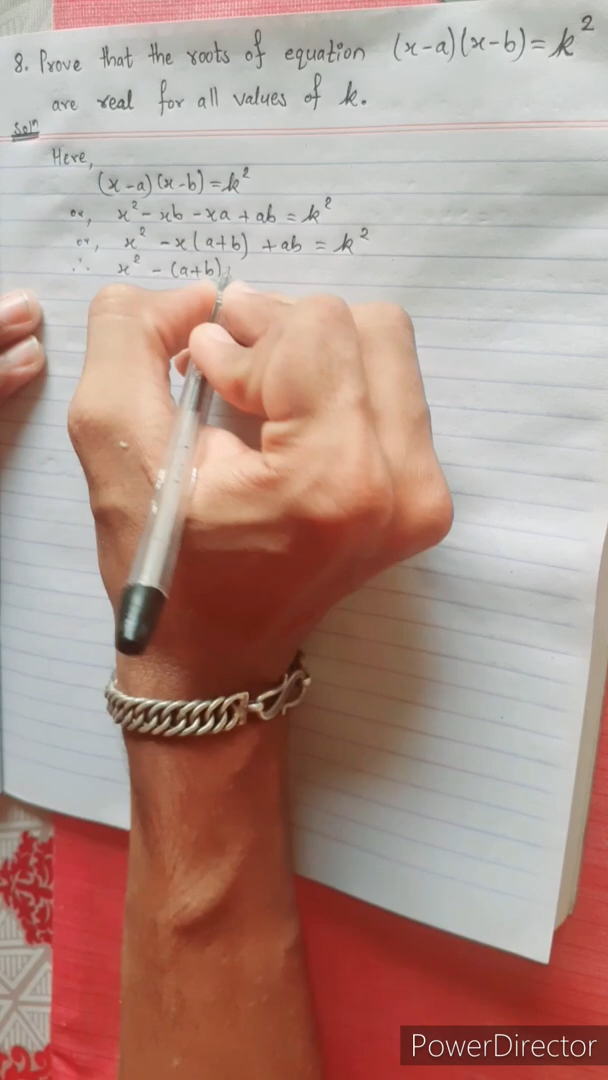 8. Prove that the roots of equation (x-a)(x-b) = k²
are real for all values of k.
Solⁿ
Here,
(x-a)(x-b) = k²
or, x² - xb - xa + ab = k²
or, x² - x(a+b) + ab = k²
∴ x² - (a+b)
PowerDirector